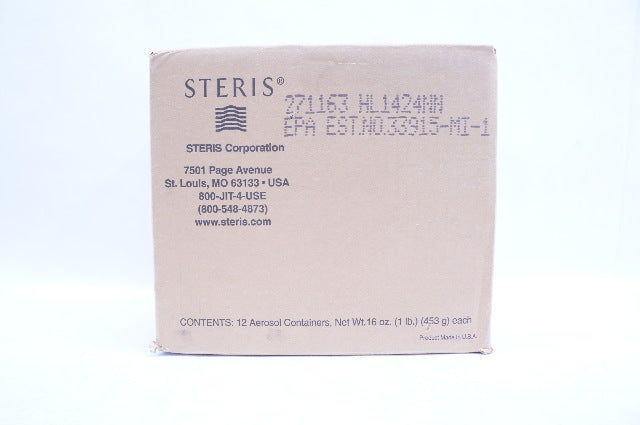 STERIS®
271163 HL1424NN
EPA EST.NO.33915-MI-1
STERIS Corporation
7501 Page Avenue
St. Louis, MO 63133 • USA
800-JIT-4-USE
(800-548-4873)
www.steris.com
CONTENTS: 12 Aerosol Containers, Net Wt.16 oz. (1 lb.) (453 g) each
Product Made in U.S.A.